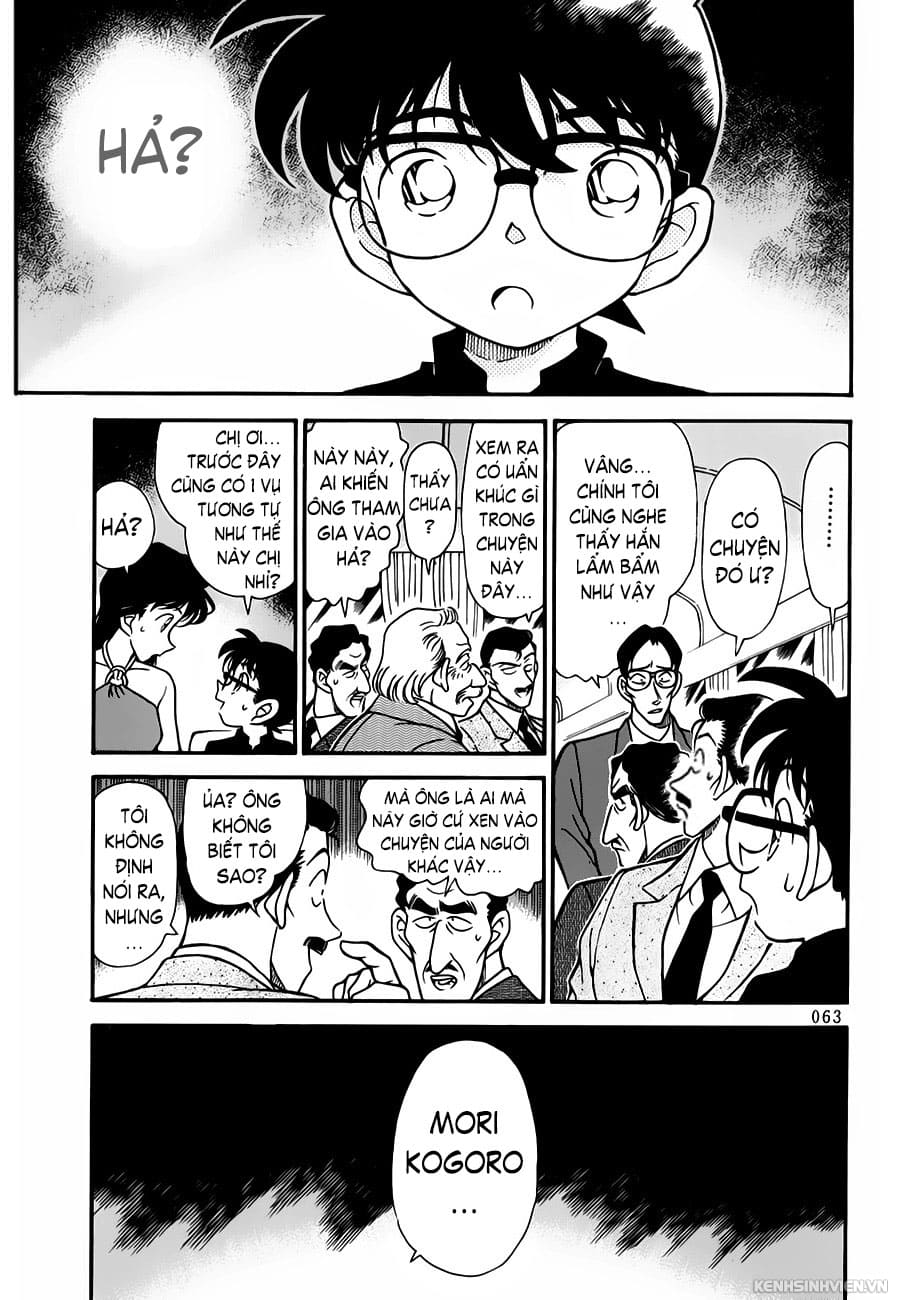 HẢ?
.........
CÓ
CHUYỆN
ĐÓ Ư?
VÂNG...
CHÍNH TÔI
CŨNG NGHE
THẤY HẮN
LẨM BẨM
NHƯ VẬY
...
XEM RA
CÓ UẨN
KHÚC GÌ
TRONG
CHUYỆN
NÀY
ĐÂY...
THẤY
CHƯA
?
NÀY NÀY,
AI KHIẾN
ÔNG THAM
GIA VÀO
HẢ?
CHỊ ƠI...
TRƯỚC ĐÂY
CŨNG CÓ 1 VỤ
TƯƠNG TỰ
NHƯ THẾ
NÀY CHỊ
NHỈ?
HẢ?
MÀ ÔNG LÀ AI MÀ
NÀY GIỜ CỨ XEN VÀO
CHUYỆN CỦA NGƯỜI
KHÁC VẬY...
ỦA? ÔNG
KHÔNG
BIẾT TÔI
SAO?
TÔI
KHÔNG
ĐỊNH
NÓI RA,
NHƯNG
...
063
MORI
KOGORO
...
KENHSINHVIEN.VN